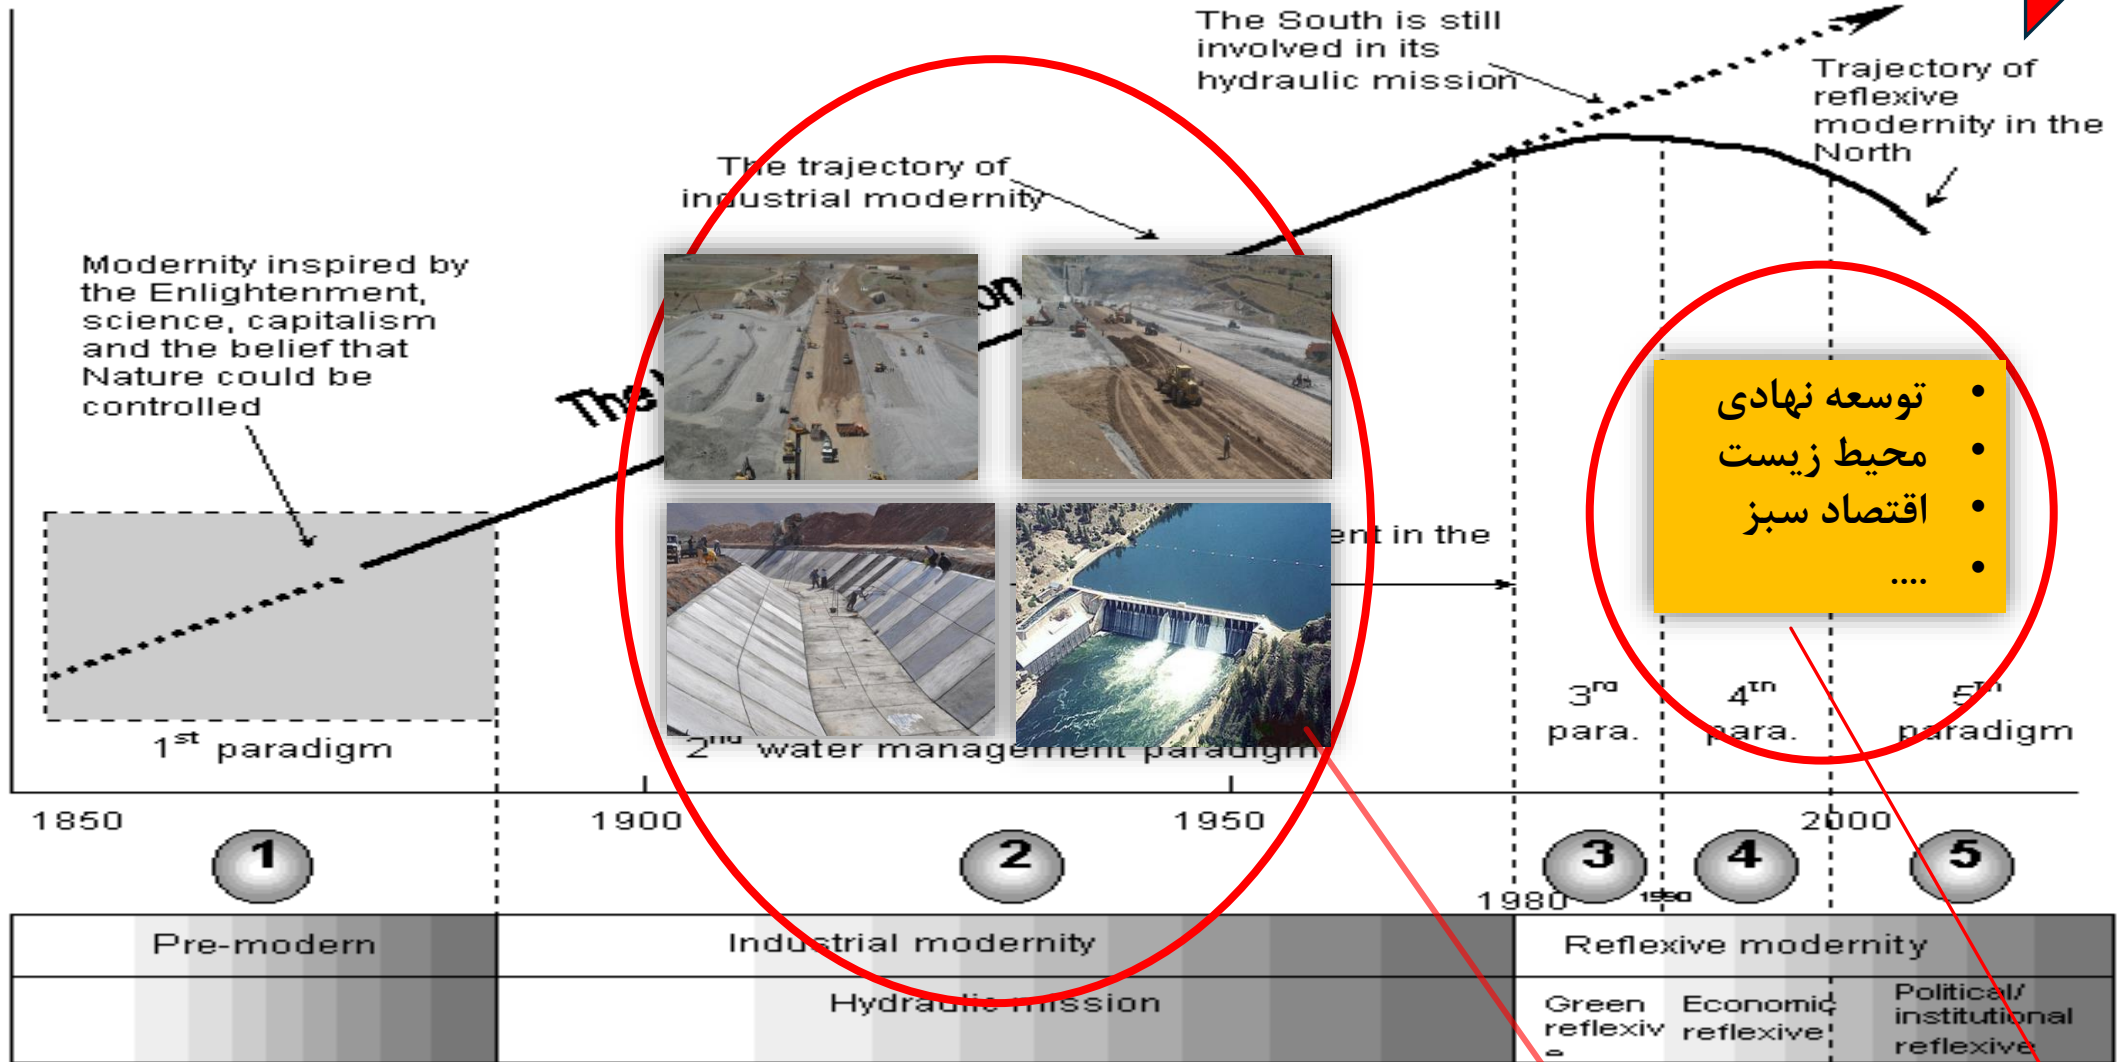 The South is still
involved in its
hydraulic mission
Trajectory of
reflexive
modernity in the
North
The trajectory of
industrial modernity
Modernity inspired by
the Enlightenment,
science, capitalism
and the belief that
Nature could be
controlled
The
on
• توسعه نهادی
• محیط زیست
• اقتصاد سبز
• ....
ent in the
1st paradigm
2nd water management paradigm
3rd
para.
4th
para.
5th
paradigm
1850
1900
1950
2000
1
2
3
4
5
1980
1990
Pre-modern
Industrial modernity
Reflexive modernity
Hydraulic mission
Green
reflexiv
e
Economic
reflexive
Political/
institutional
reflexive